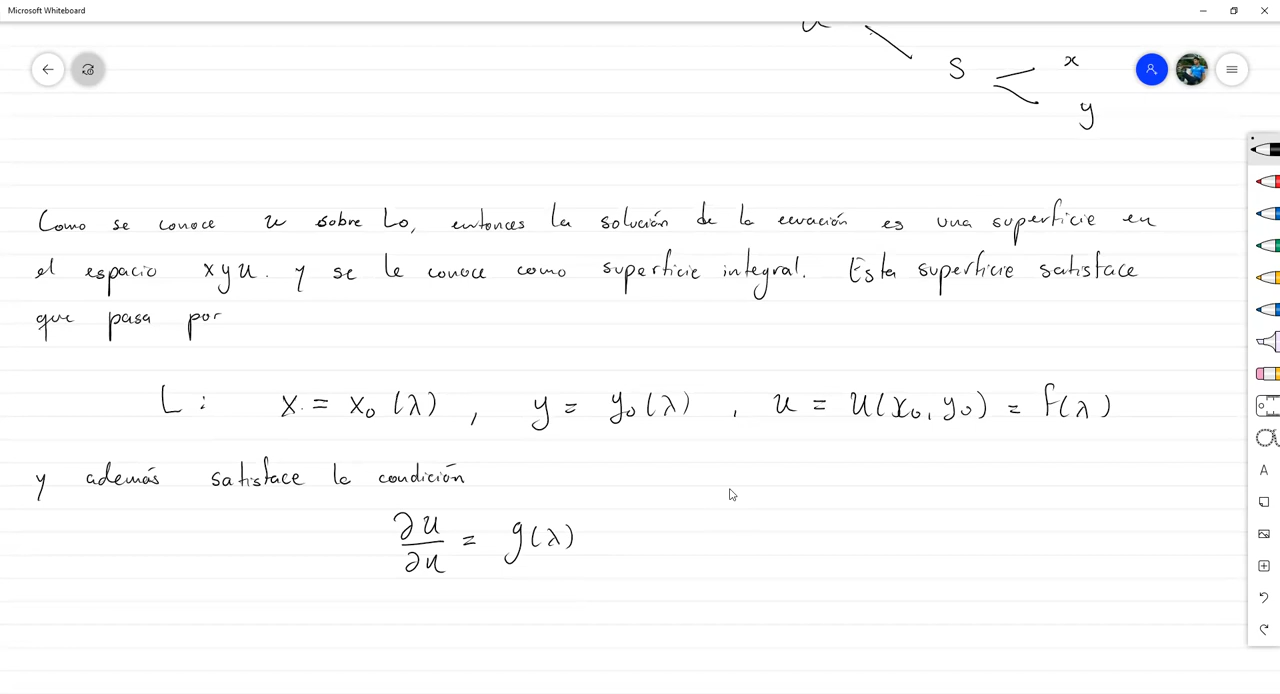 Microsoft Whiteboard
u
S
x
y
Como se conoce u sobre Lo, entonces la solución de la ecuación es una superficie en
el espacio xyu. y se le conoce como superficie integral. Esta superficie satisface
que pasa por
L: x = x₀(λ), y = y₀(λ), u = u(x₀, y₀) = f(λ)
y además satisface la condición
∂u/∂n = g(λ)
A